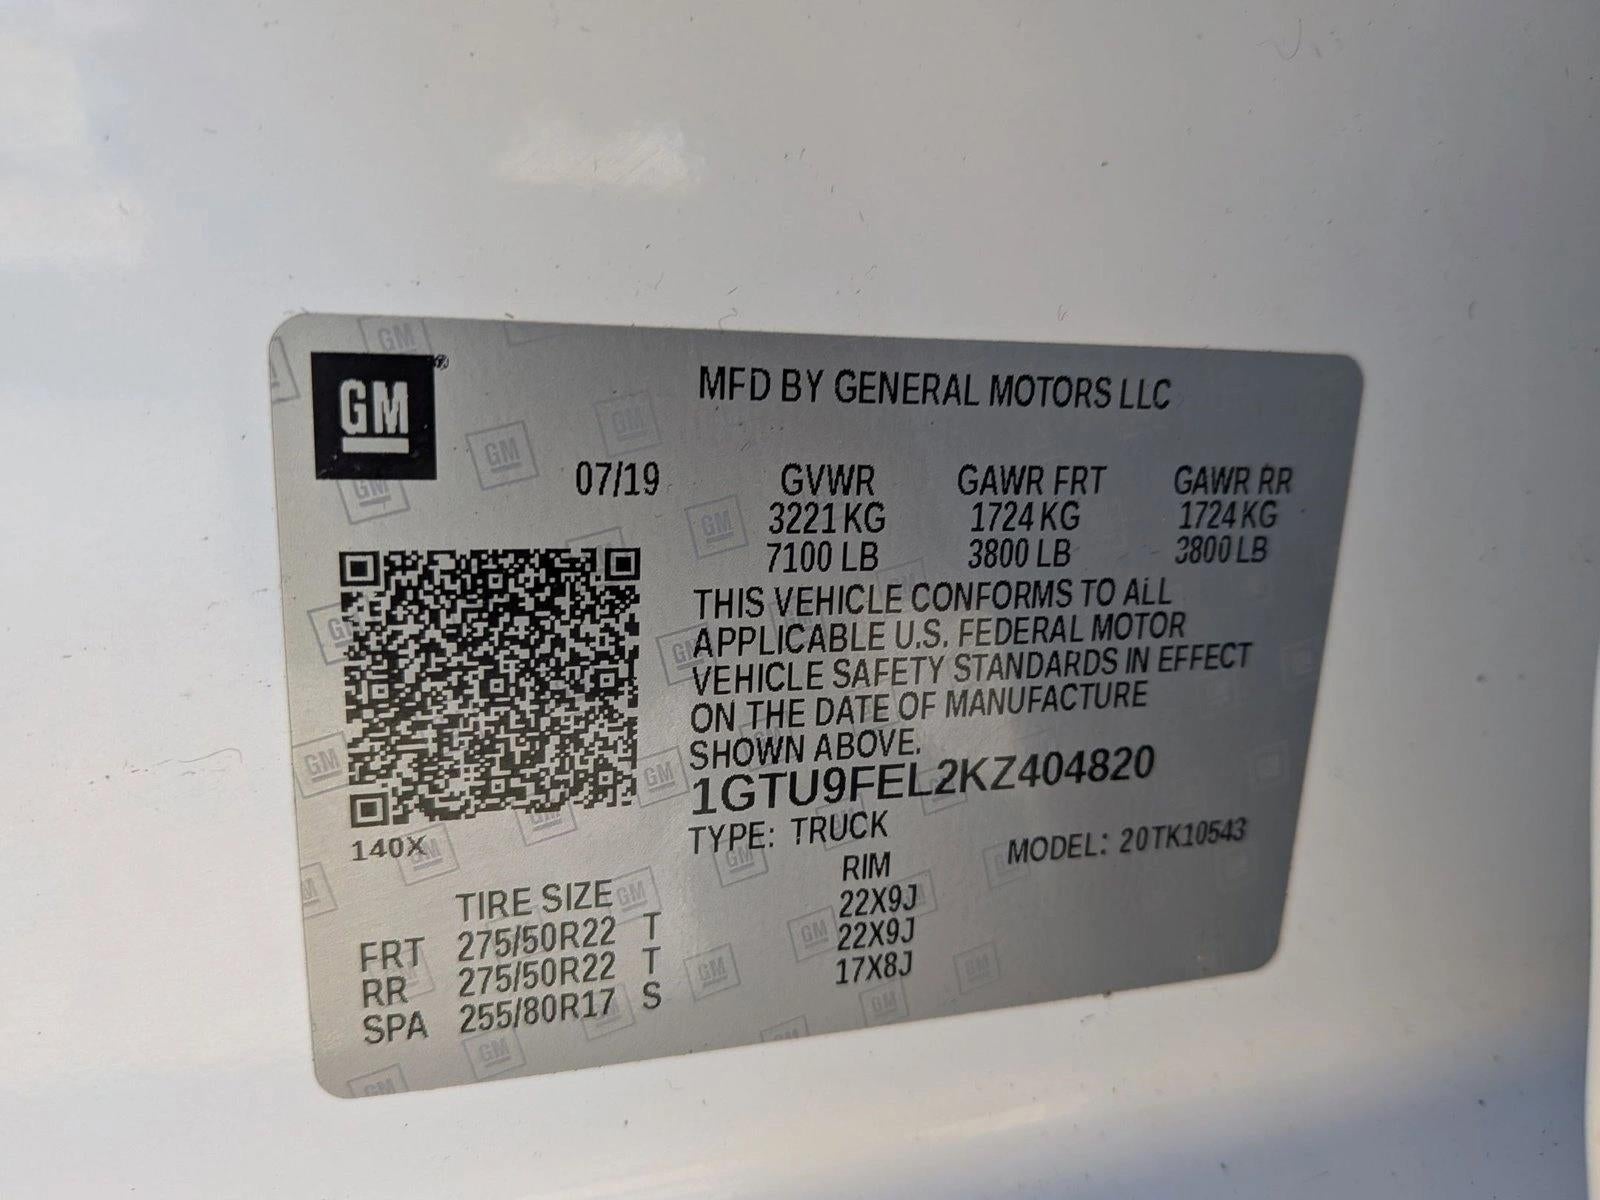 GM
MFD BY GENERAL MOTORS LLC
07/19 GVWR GAWR FRT GAWR RR
3221 KG 1724 KG 1724 KG
7100 LB 3800 LB 3800 LB
THIS VEHICLE CONFORMS TO ALL
APPLICABLE U.S. FEDERAL MOTOR
VEHICLE SAFETY STANDARDS IN EFFECT
ON THE DATE OF MANUFACTURE
SHOWN ABOVE.
1GTU9FEL2KZ404820
140X
TYPE: TRUCK MODEL: 20TK10543
TIRE SIZE RIM
FRT 275/50R22 T 22X9J
RR 275/50R22 T 22X9J
SPA 255/80R17 S 17X8J